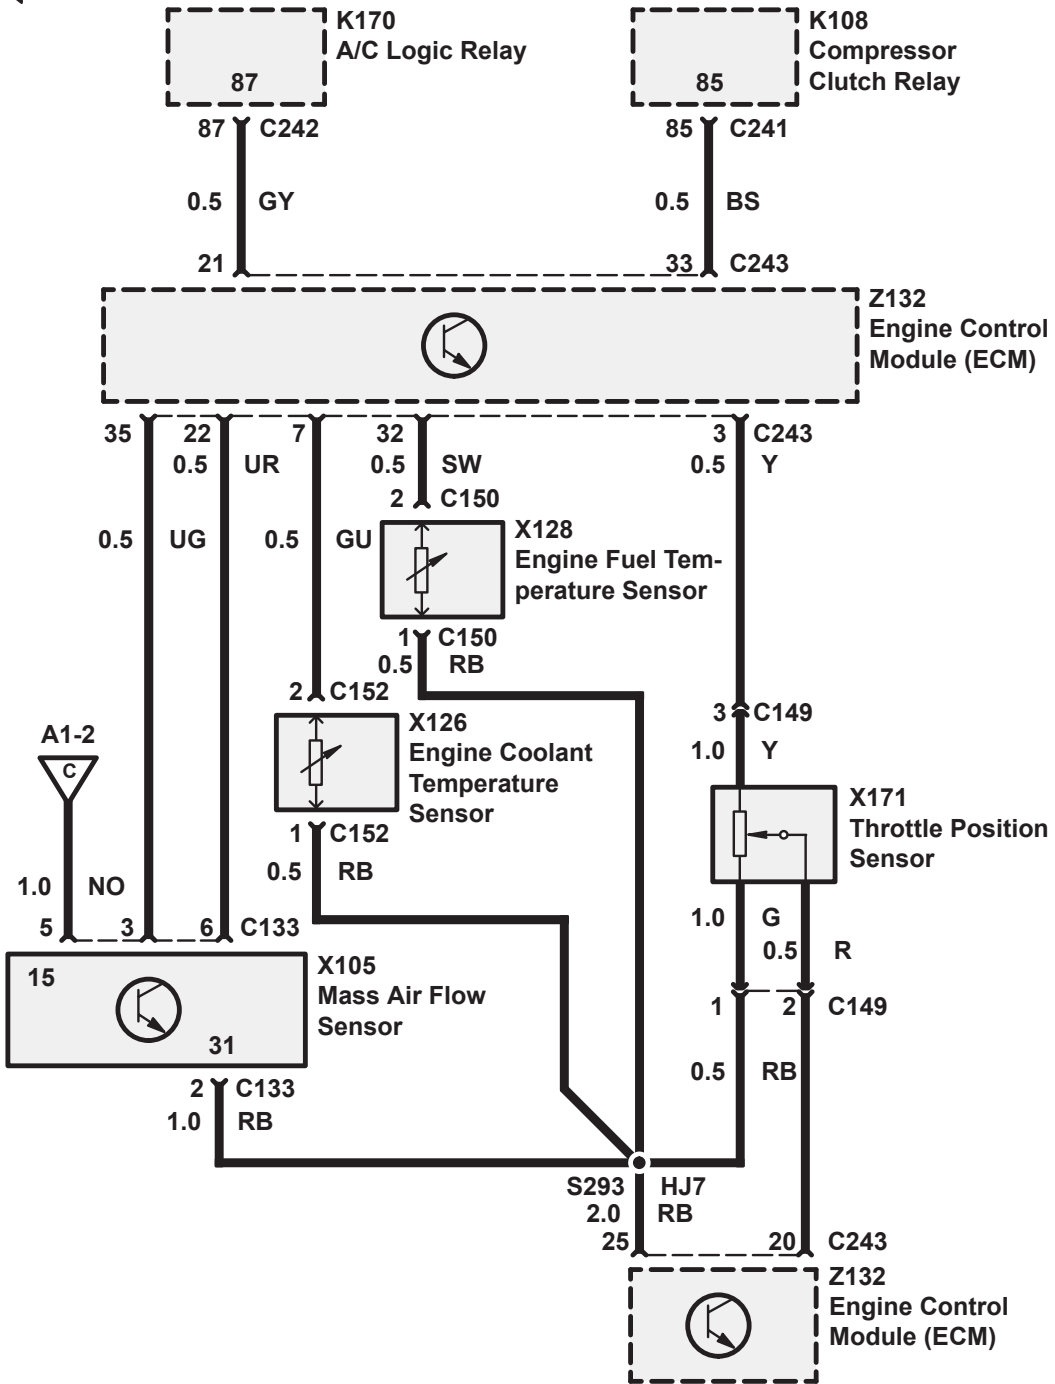 K170
A/C Logic Relay
87
87 C242
0.5 GY
21
K108
Compressor
Clutch Relay
85
85 C241
0.5 BS
33 C243
Z132
Engine Control
Module (ECM)
35 22 7 32 3 C243
0.5 UR 0.5 SW 0.5 Y
2 C150
0.5 UG 0.5 GU
X128
Engine Fuel Tem-
perature Sensor
1 C150
0.5 RB
2 C152
X126
Engine Coolant
Temperature
Sensor
1 C152
0.5 RB
3 C149
1.0 Y
X171
Throttle Position
Sensor
A1-2
C
1.0 NO
5 3 6 C133
15
31
X105
Mass Air Flow
Sensor
2 C133
1.0 RB
1.0 G
0.5 R
1 2 C149
0.5 RB
S293 HJ7
2.0 RB
25 20 C243
Z132
Engine Control
Module (ECM)